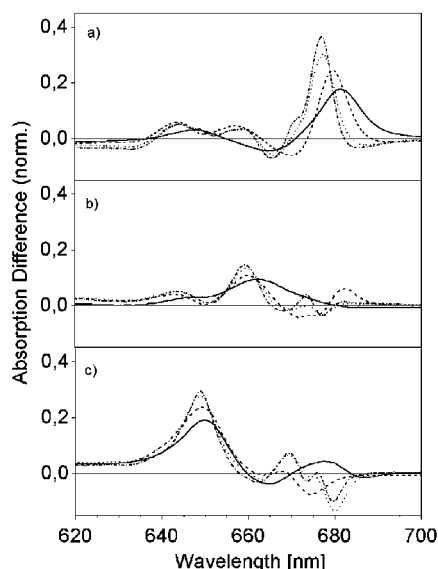 a)
0,4
0,2
0,0
b)
0,4
0,2
0,0
c)
0,4
0,2
0,0
Absorption Difference (norm.)
620 640 660 680 700
Wavelength [nm]